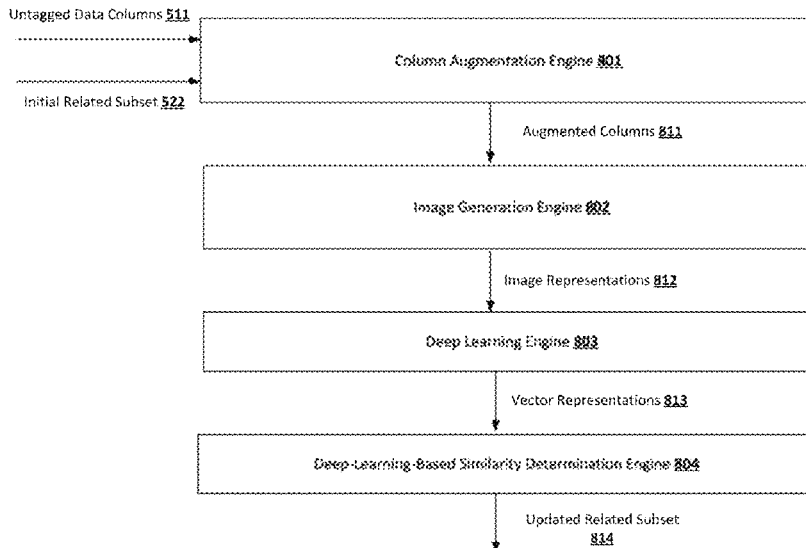 Untagged Data Columns 511
Column Augmentation Engine 801
Initial Related Subset 522
Augmented Columns 811
Image Generation Engine 802
Image Representations 812
Deep Learning Engine 803
Vector Representations 813
Deep-Learning-Based Similarity Determination Engine 804
Updated Related Subset
814